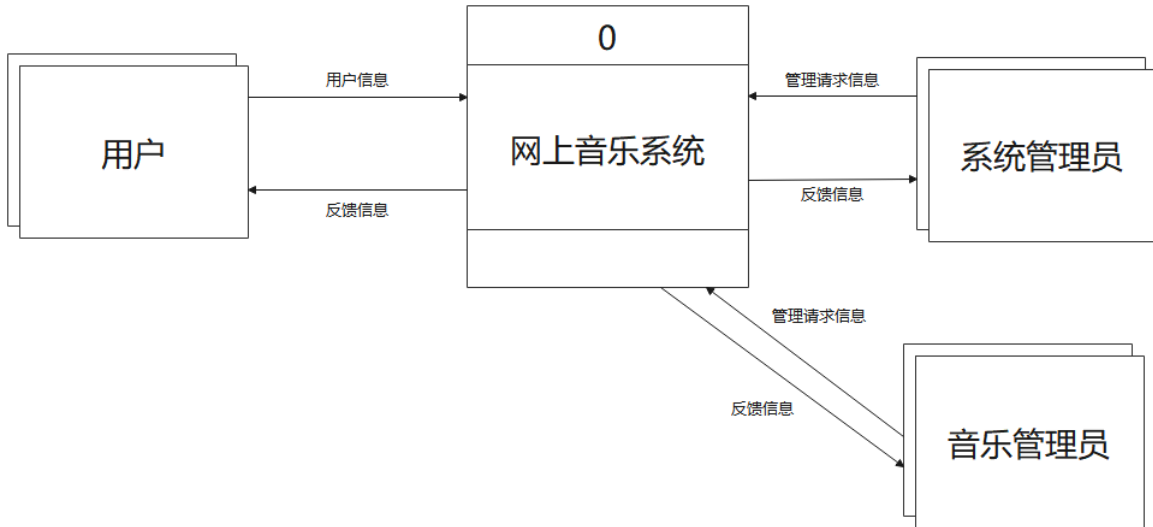 0
用户信息
管理请求信息
用户
网上音乐系统
系统管理员
反馈信息
反馈信息
管理请求信息
反馈信息
音乐管理员